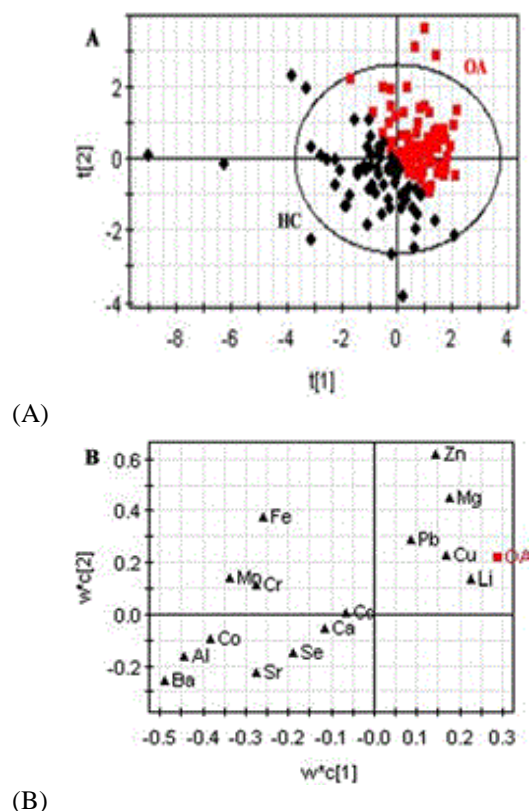 A
OA
HC
t[2]
2
0
-2
-4
-8 -6 -4 -2 0 2 4
t[1]
(A)
B
w*c[2]
0.6
0.4
0.2
0.0
-0.2
Zn
Mg
Fe
Pb
Cu
OA
Mn
Cr
Li
Co
Ca
Co
Se
Al
Sr
Ba
-0.5 -0.4 -0.3 -0.2 -0.1 -0.0 0.1 0.2 0.3
w*c[1]
(B)